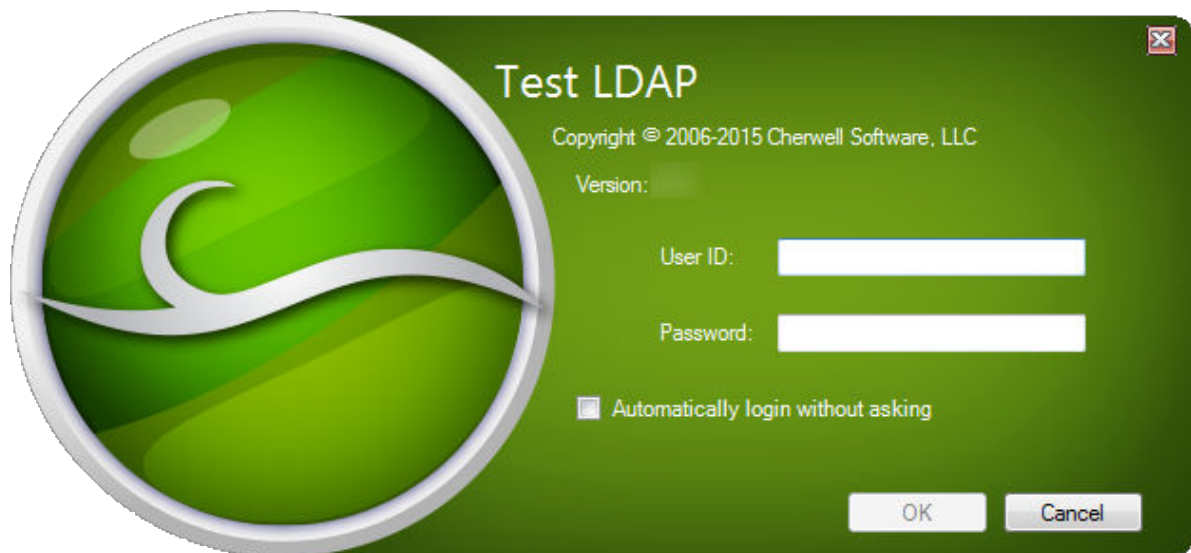 Test LDAP
Copyright © 2006-2015 Cherwell Software, LLC
Version:
User ID:
Password:
Automatically login without asking
OK
Cancel